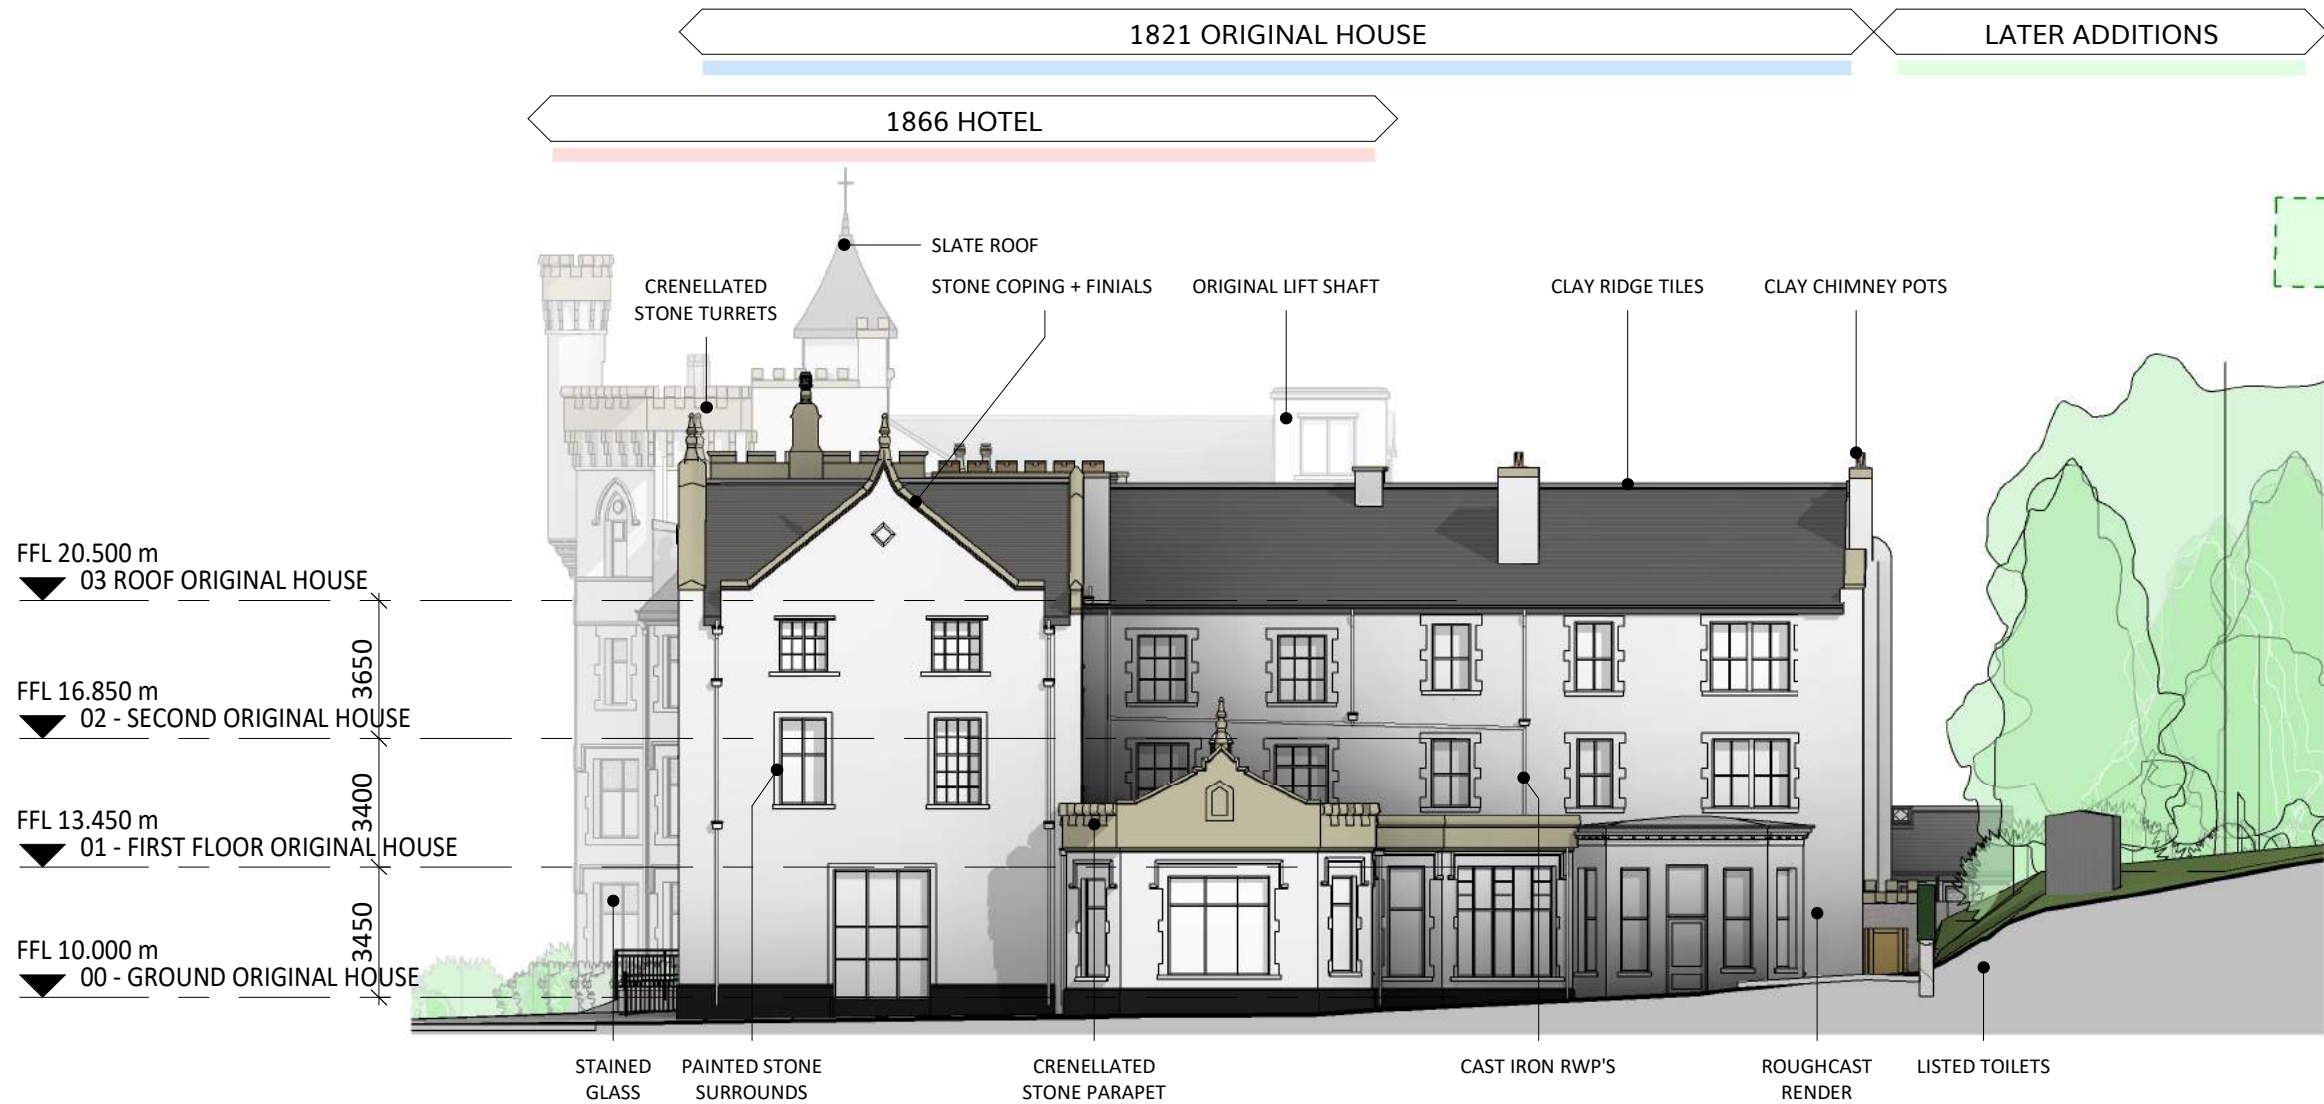 1821 ORIGINAL HOUSE
LATER ADDITIONS
1866 HOTEL
SLATE ROOF
CRENELLATED
STONE TURRETS
STONE COPING + FINIALS
ORIGINAL LIFT SHAFT
CLAY RIDGE TILES
CLAY CHIMNEY POTS
FFL 20.500 m
03 ROOF ORIGINAL HOUSE
3650
FFL 16.850 m
02 - SECOND ORIGINAL HOUSE
3400
FFL 13.450 m
01 - FIRST FLOOR ORIGINAL HOUSE
3450
FFL 10.000 m
00 - GROUND ORIGINAL HOUSE
STAINED
GLASS
PAINTED STONE
SURROUNDS
CRENELLATED
STONE PARAPET
CAST IRON RWP'S
ROUGHCAST
RENDER
LISTED TOILETS